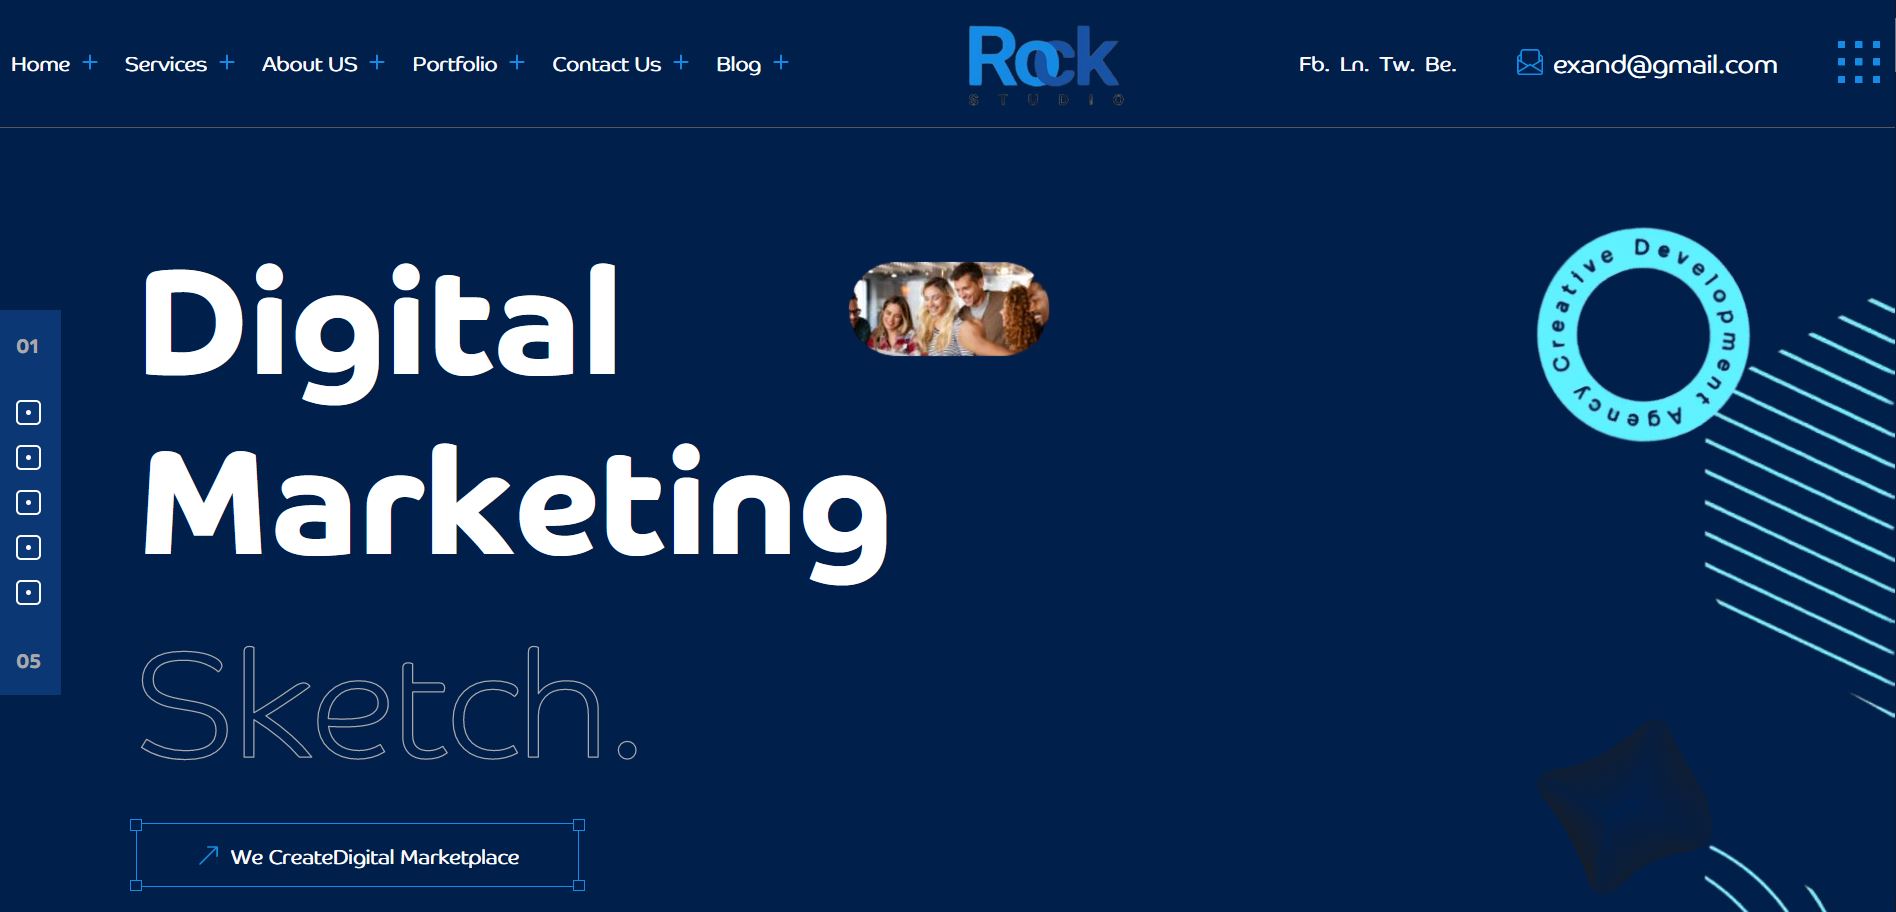 Home + Services + About US + Portfolio + Contact Us + Blog +
Rock
STUDIO
Fb. Ln. Tw. Be.
exand@gmail.com
Digital
Marketing
Sketch.
We CreateDigital Marketplace
01
05
Creative Development Agency